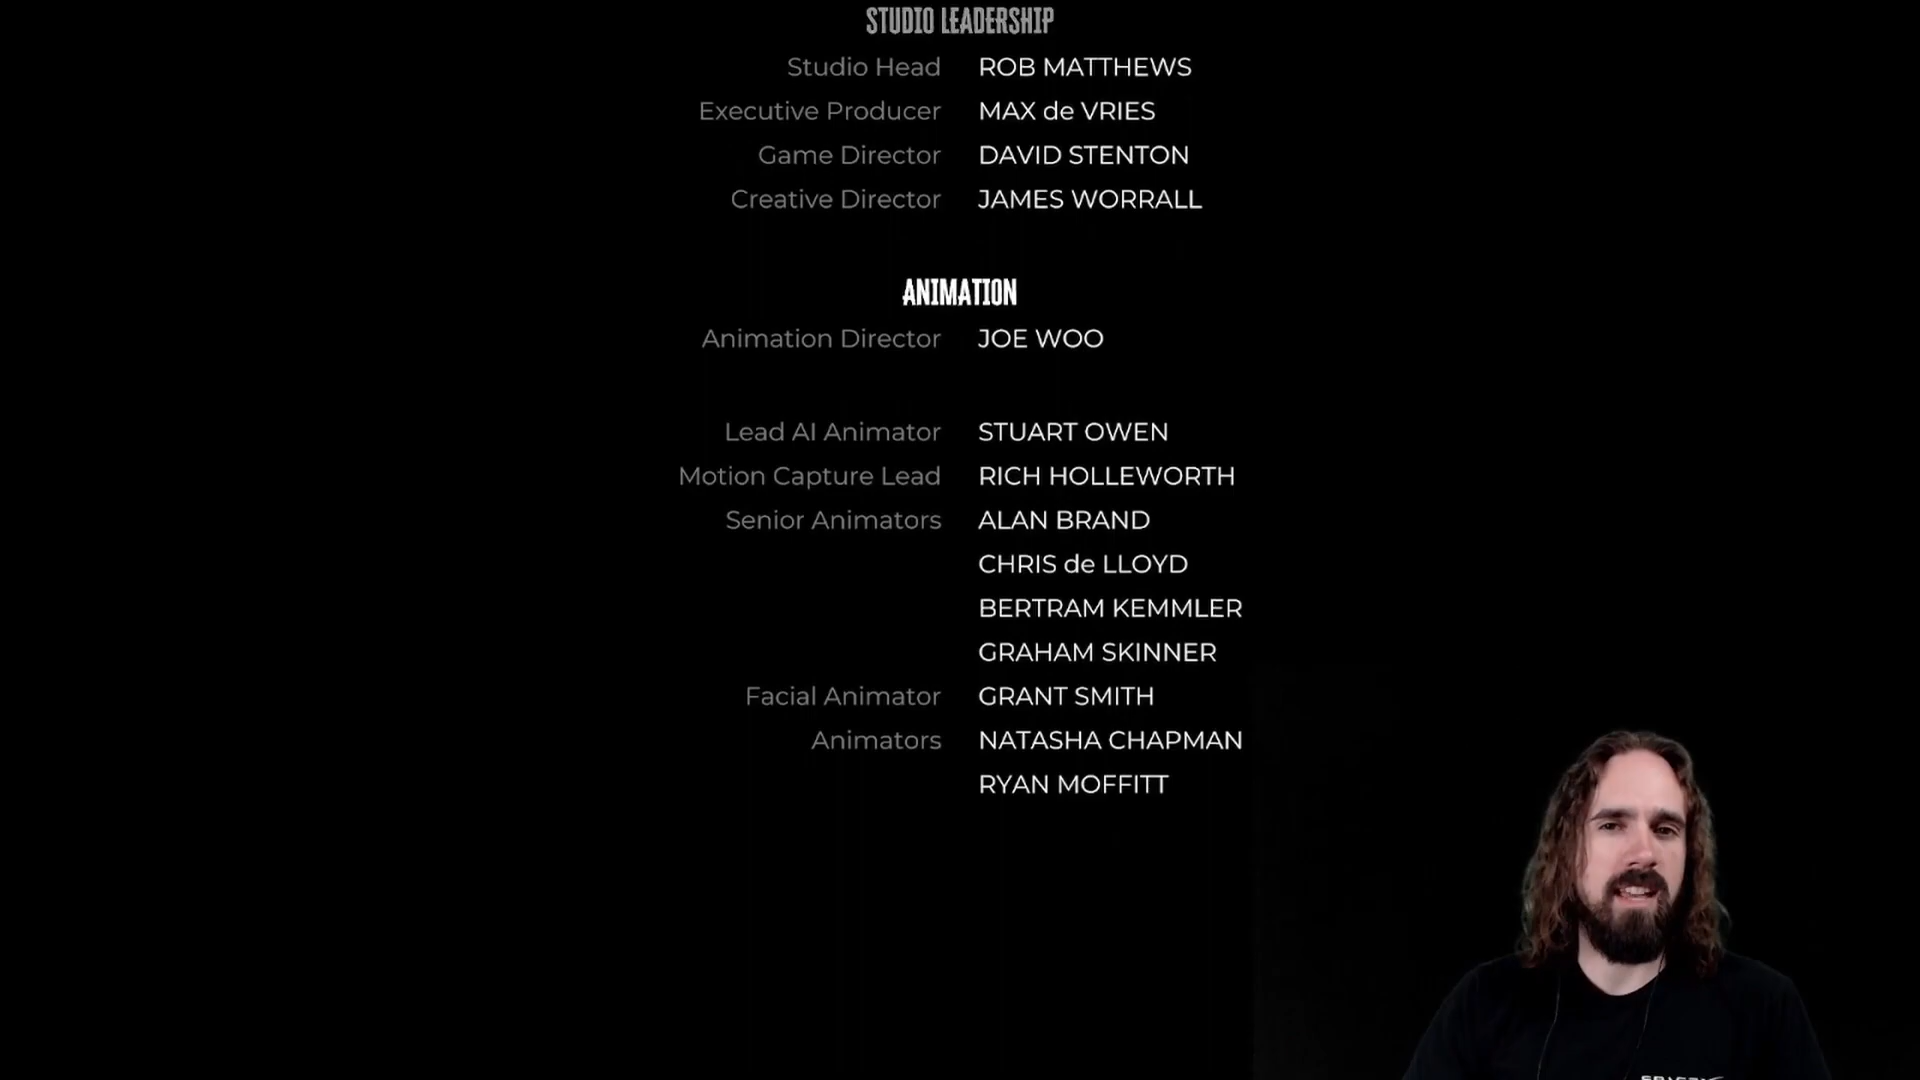 STUDIO LEADERSHIP
Studio Head ROB MATTHEWS
Executive Producer MAX de VRIES
Game Director DAVID STENTON
Creative Director JAMES WORRALL
ANIMATION
Animation Director JOE WOO
Lead AI Animator STUART OWEN
Motion Capture Lead RICH HOLLEWORTH
Senior Animators ALAN BRAND
CHRIS de LLOYD
BERTRAM KEMMLER
GRAHAM SKINNER
Facial Animator GRANT SMITH
Animators NATASHA CHAPMAN
RYAN MOFFITT